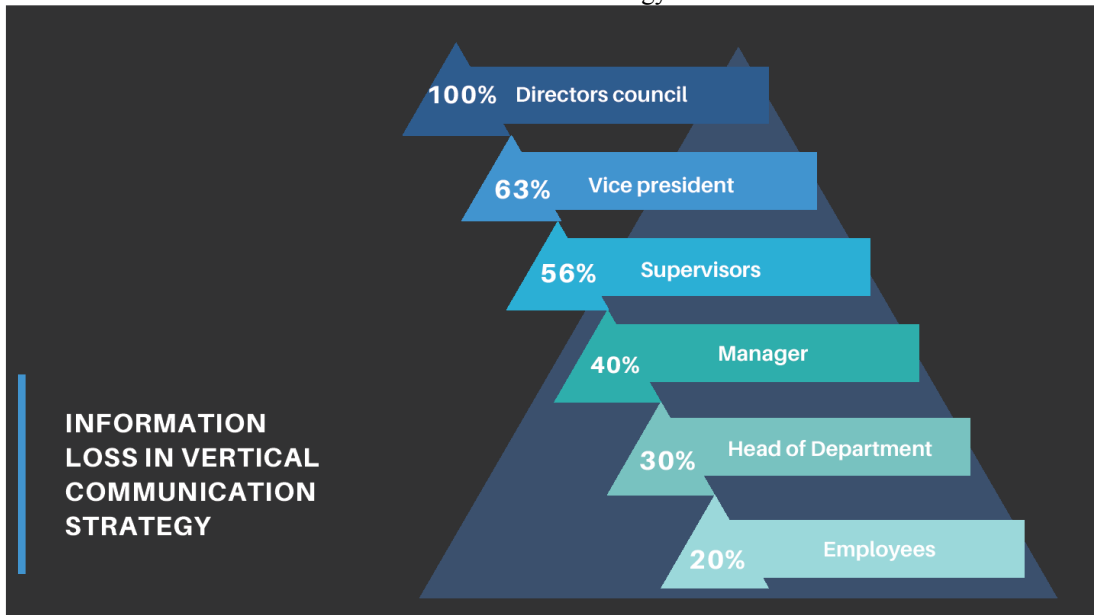 100% Directors council
63% Vice president
56% Supervisors
40% Manager
30% Head of Department
20% Employees
INFORMATION
LOSS IN VERTICAL
COMMUNICATION
STRATEGY